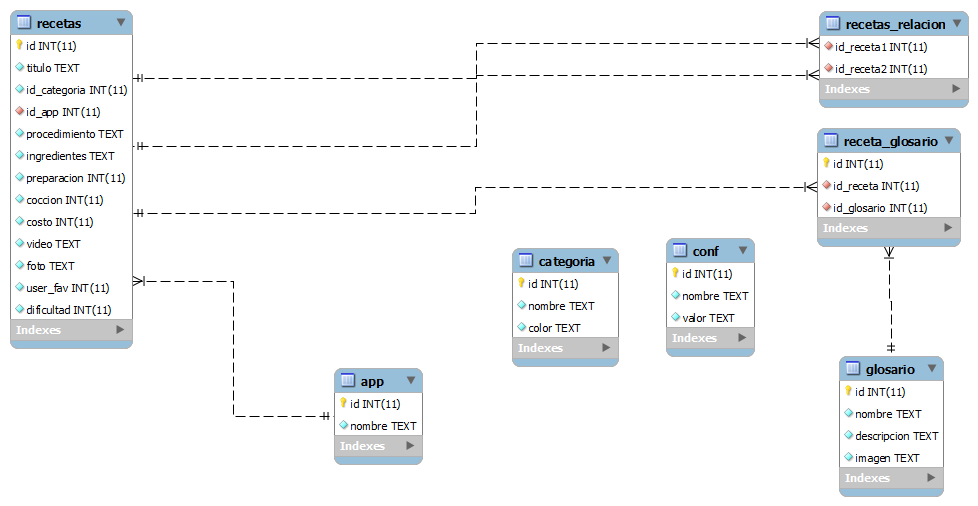 recetas
id INT(11)
titulo TEXT
id_categoria INT(11)
id_app INT(11)
procedimiento TEXT
ingredientes TEXT
preparacion INT(11)
coccion INT(11)
costo INT(11)
video TEXT
foto TEXT
user_fav INT(11)
dificultad INT(11)
Indexes
recetas_relacion
id_receta1 INT(11)
id_receta2 INT(11)
Indexes
receta_glosario
id INT(11)
id_receta INT(11)
id_glosario INT(11)
Indexes
categoria
id INT(11)
nombre TEXT
color TEXT
Indexes
conf
id INT(11)
nombre TEXT
valor TEXT
Indexes
app
id INT(11)
nombre TEXT
Indexes
glosario
id INT(11)
nombre TEXT
descripcion TEXT
imagen TEXT
Indexes